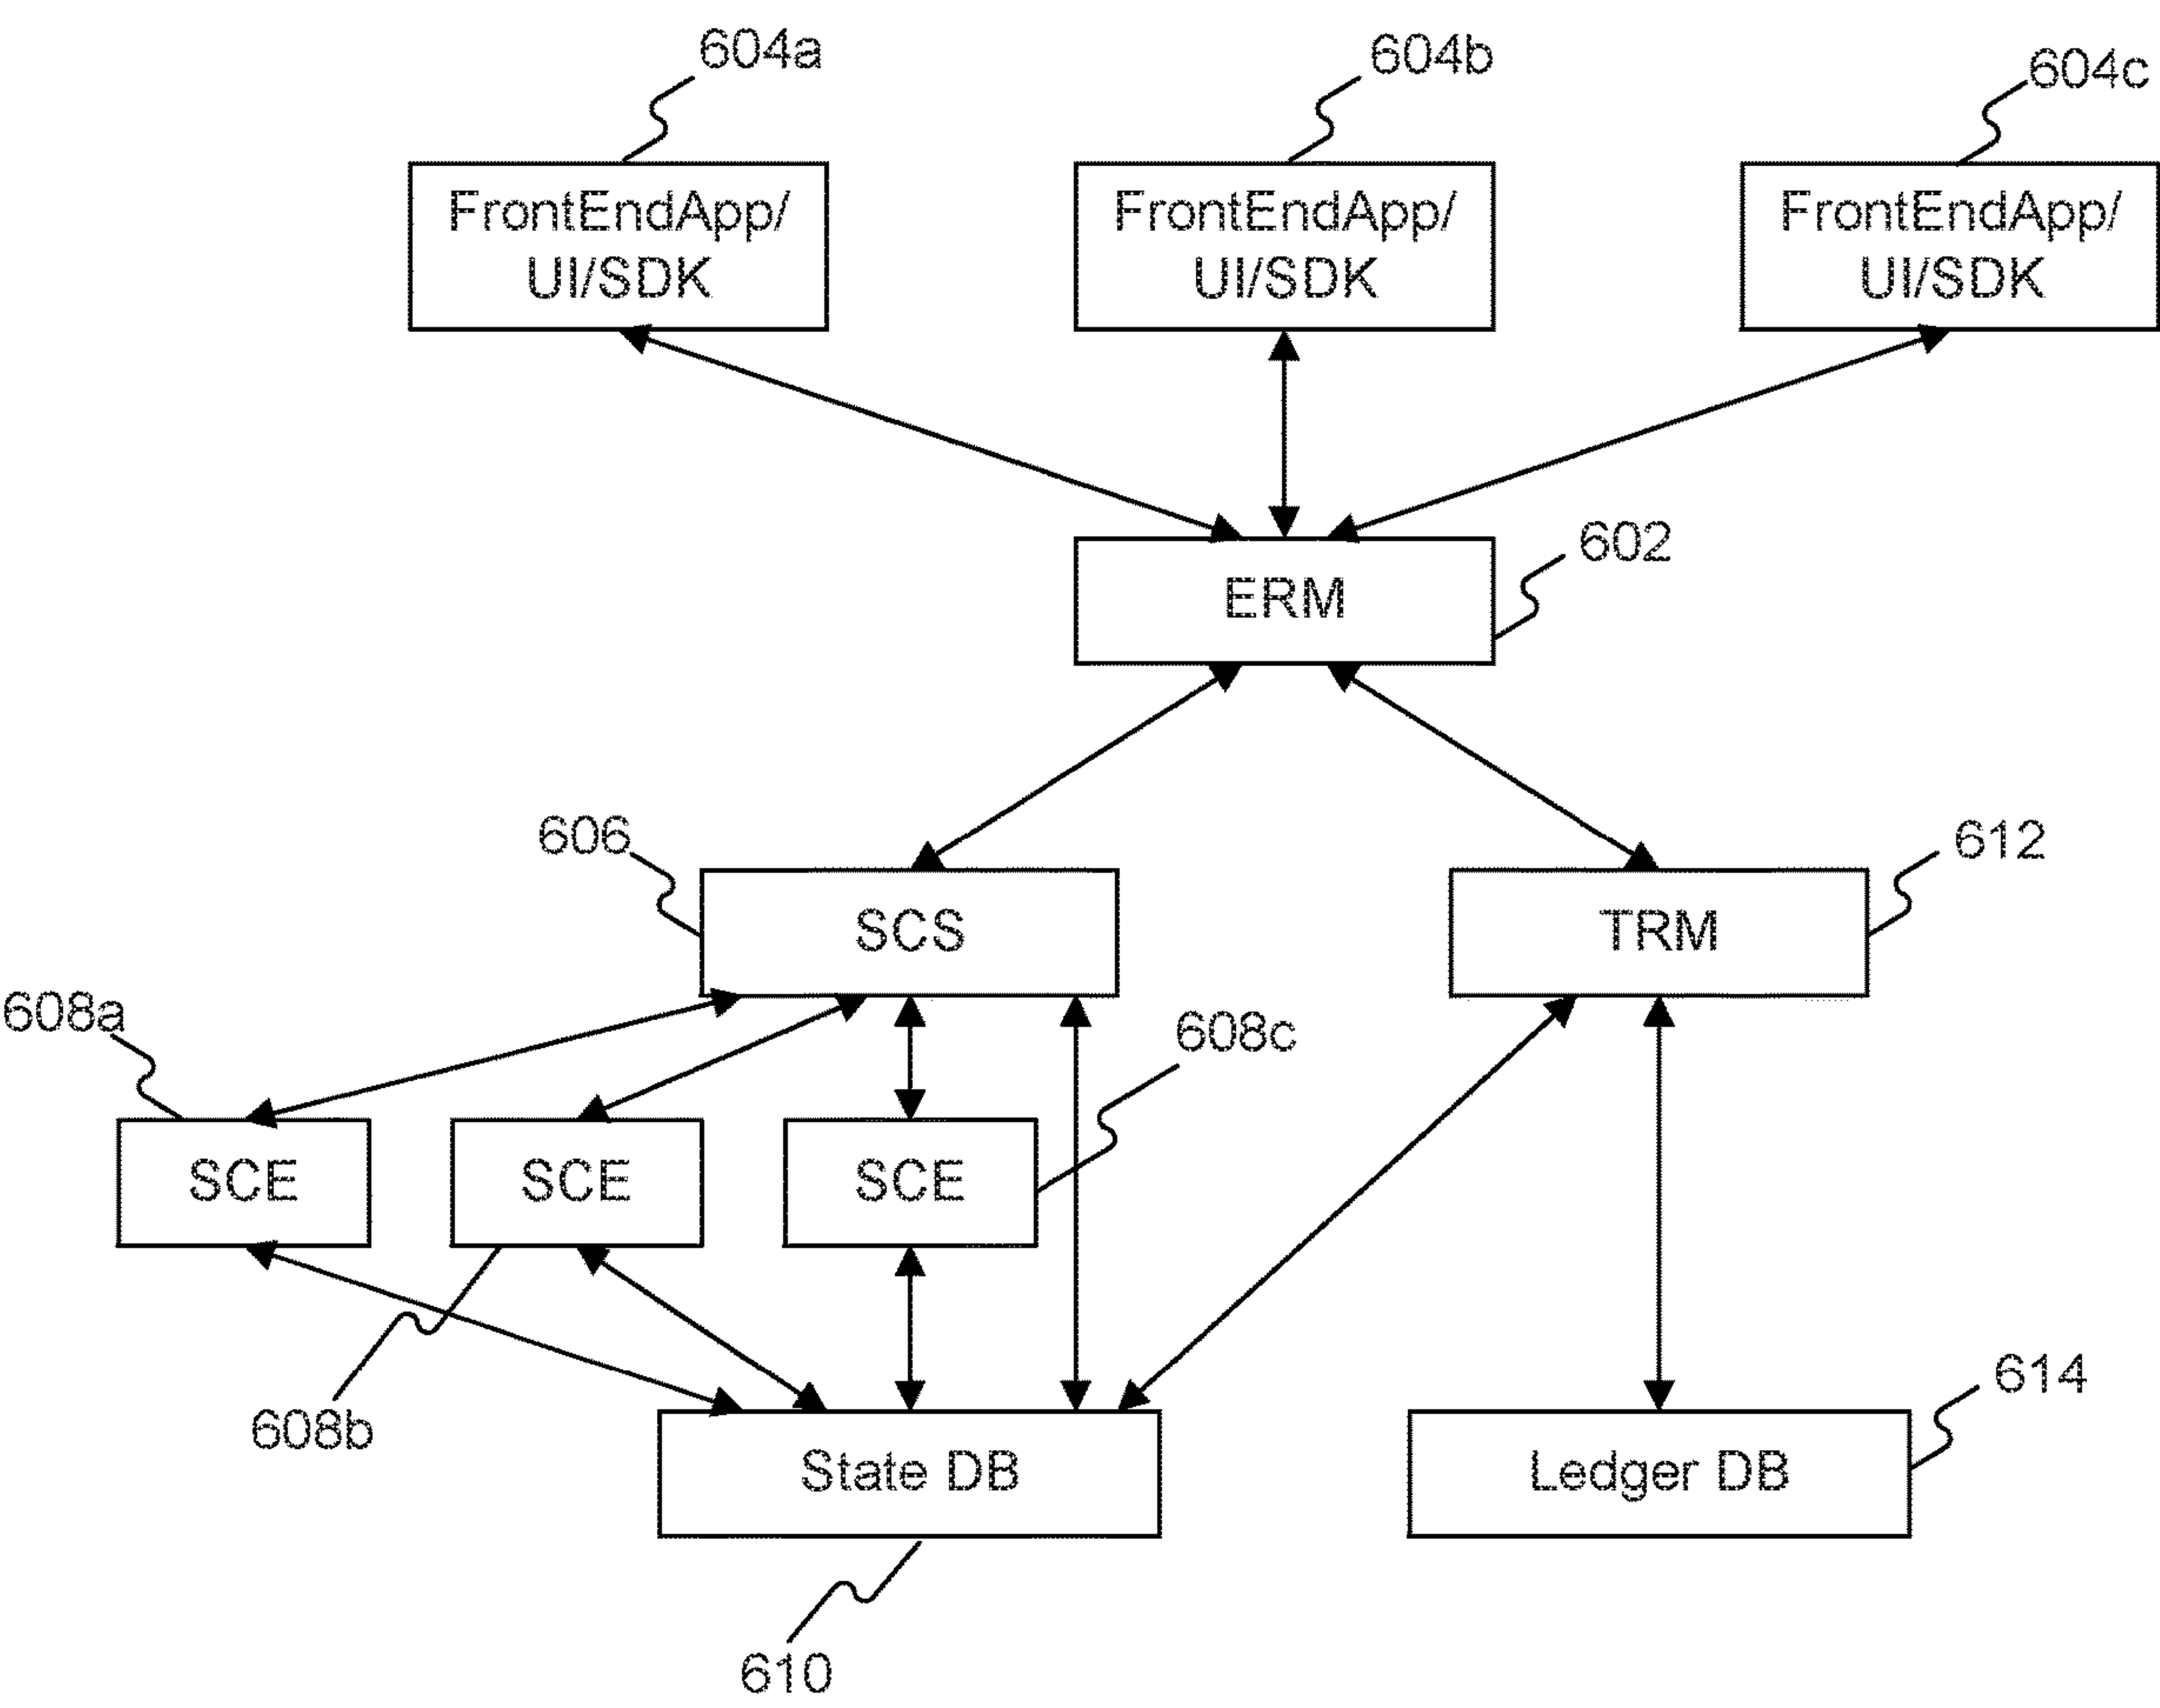 604a
604b
604c
FrontEndApp/
UI/SDK
FrontEndApp/
UI/SDK
FrontEndApp/
UI/SDK
602
ERM
606
612
SCS
TRM
608a
608c
SCE
SCE
SCE
614
608b
State DB
Ledger DB
610